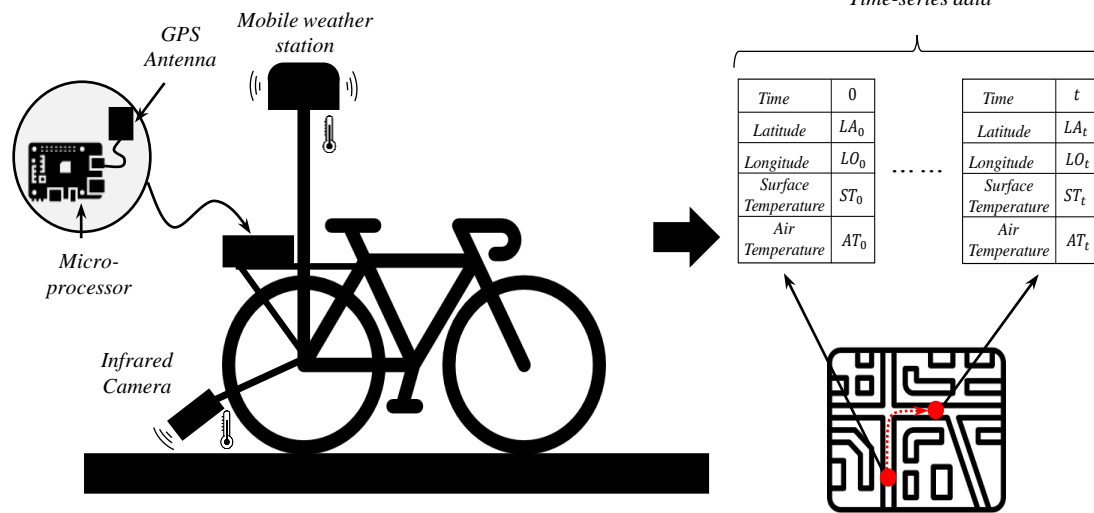 Time-series data
GPS
Antenna
Mobile weather
station
Micro-
processor
Infrared
Camera
Time 0
Latitude LA₀
Longitude LO₀
Surface
Temperature ST₀
Air
Temperature AT₀
... ...
Time t
Latitude LAₜ
Longitude LOₜ
Surface
Temperature STₜ
Air
Temperature ATₜ